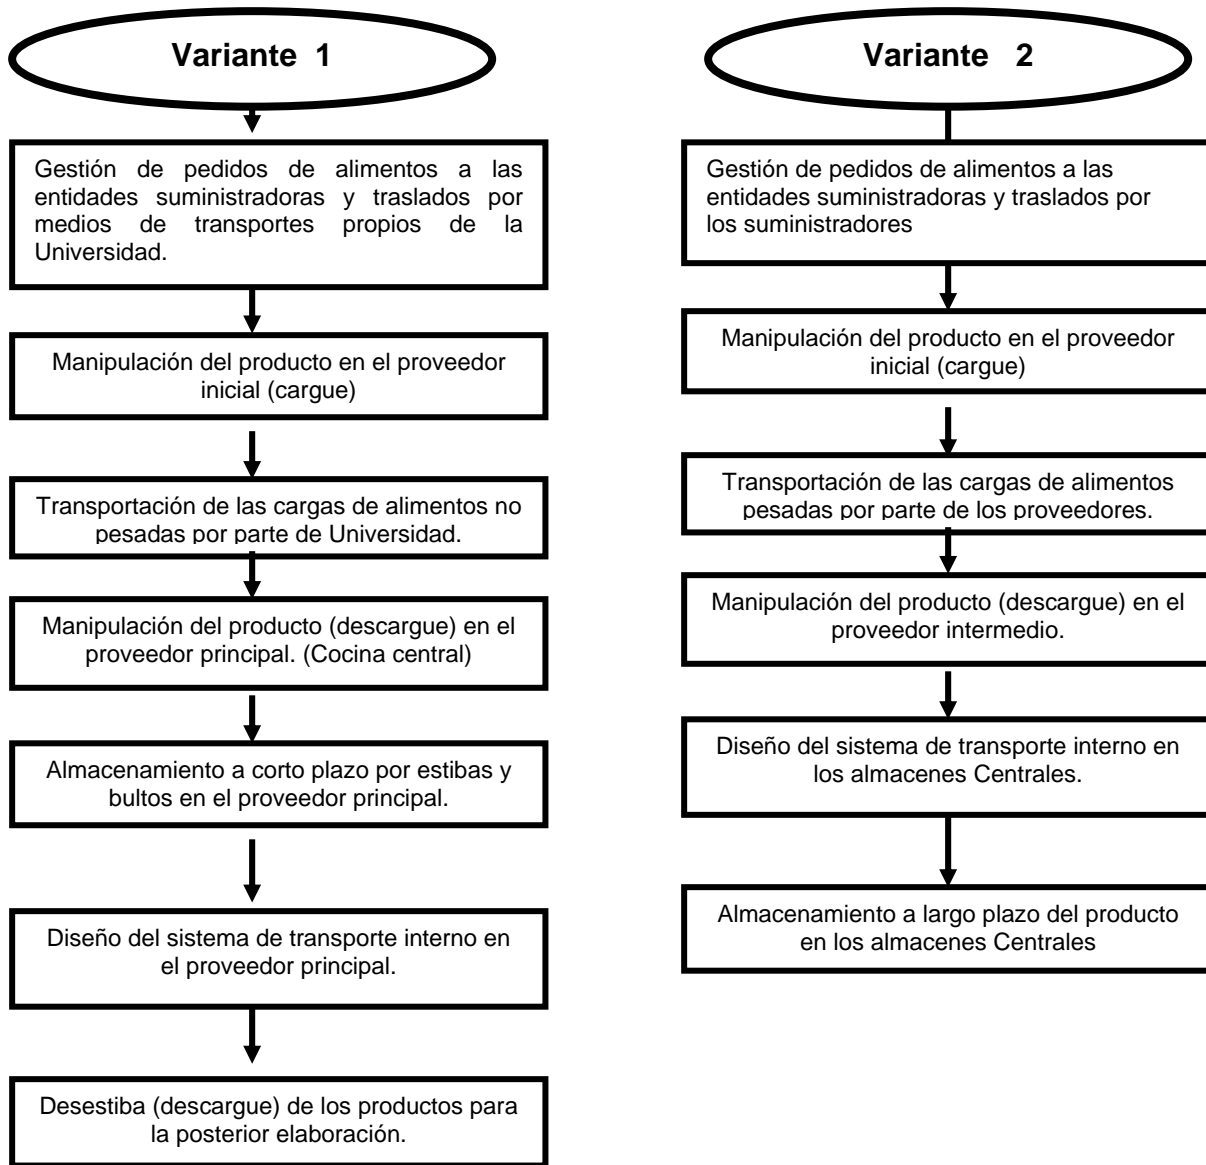 Variante 1
Gestión de pedidos de alimentos a las
entidades suministradoras y traslados por
medios de transportes propios de la
Universidad.
Manipulación del producto en el proveedor
inicial (cargue)
Transportación de las cargas de alimentos no
pesadas por parte de Universidad.
Manipulación del producto (descargue) en el
proveedor principal. (Cocina central)
Almacenamiento a corto plazo por estibas y
bultos en el proveedor principal.
Diseño del sistema de transporte interno en
el proveedor principal.
Desestiba (descargue) de los productos para
la posterior elaboración.
Variante 2
Gestión de pedidos de alimentos a las
entidades suministradoras y traslados por
los suministradores
Manipulación del producto en el proveedor
inicial (cargue)
Transportación de las cargas de alimentos
pesadas por parte de los proveedores.
Manipulación del producto (descargue) en el
proveedor intermedio.
Diseño del sistema de transporte interno en
los almacenes Centrales.
Almacenamiento a largo plazo del producto
en los almacenes Centrales